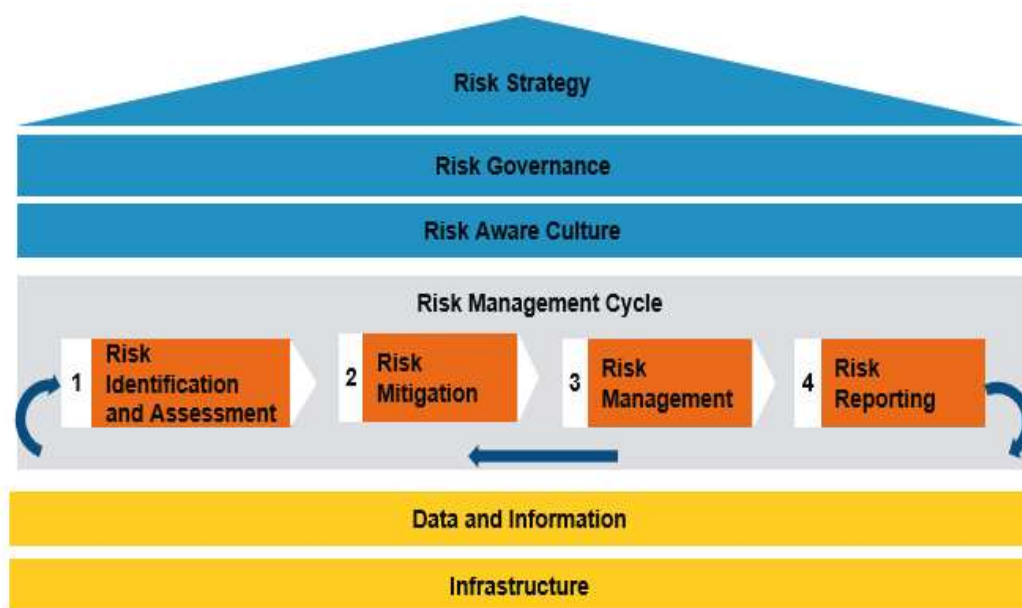 Risk Strategy
Risk Governance
Risk Aware Culture
Risk Management Cycle
1
Risk
Identification
and Assessment
2
Risk
Mitigation
3
Risk
Management
4
Risk
Reporting
Data and Information
Infrastructure